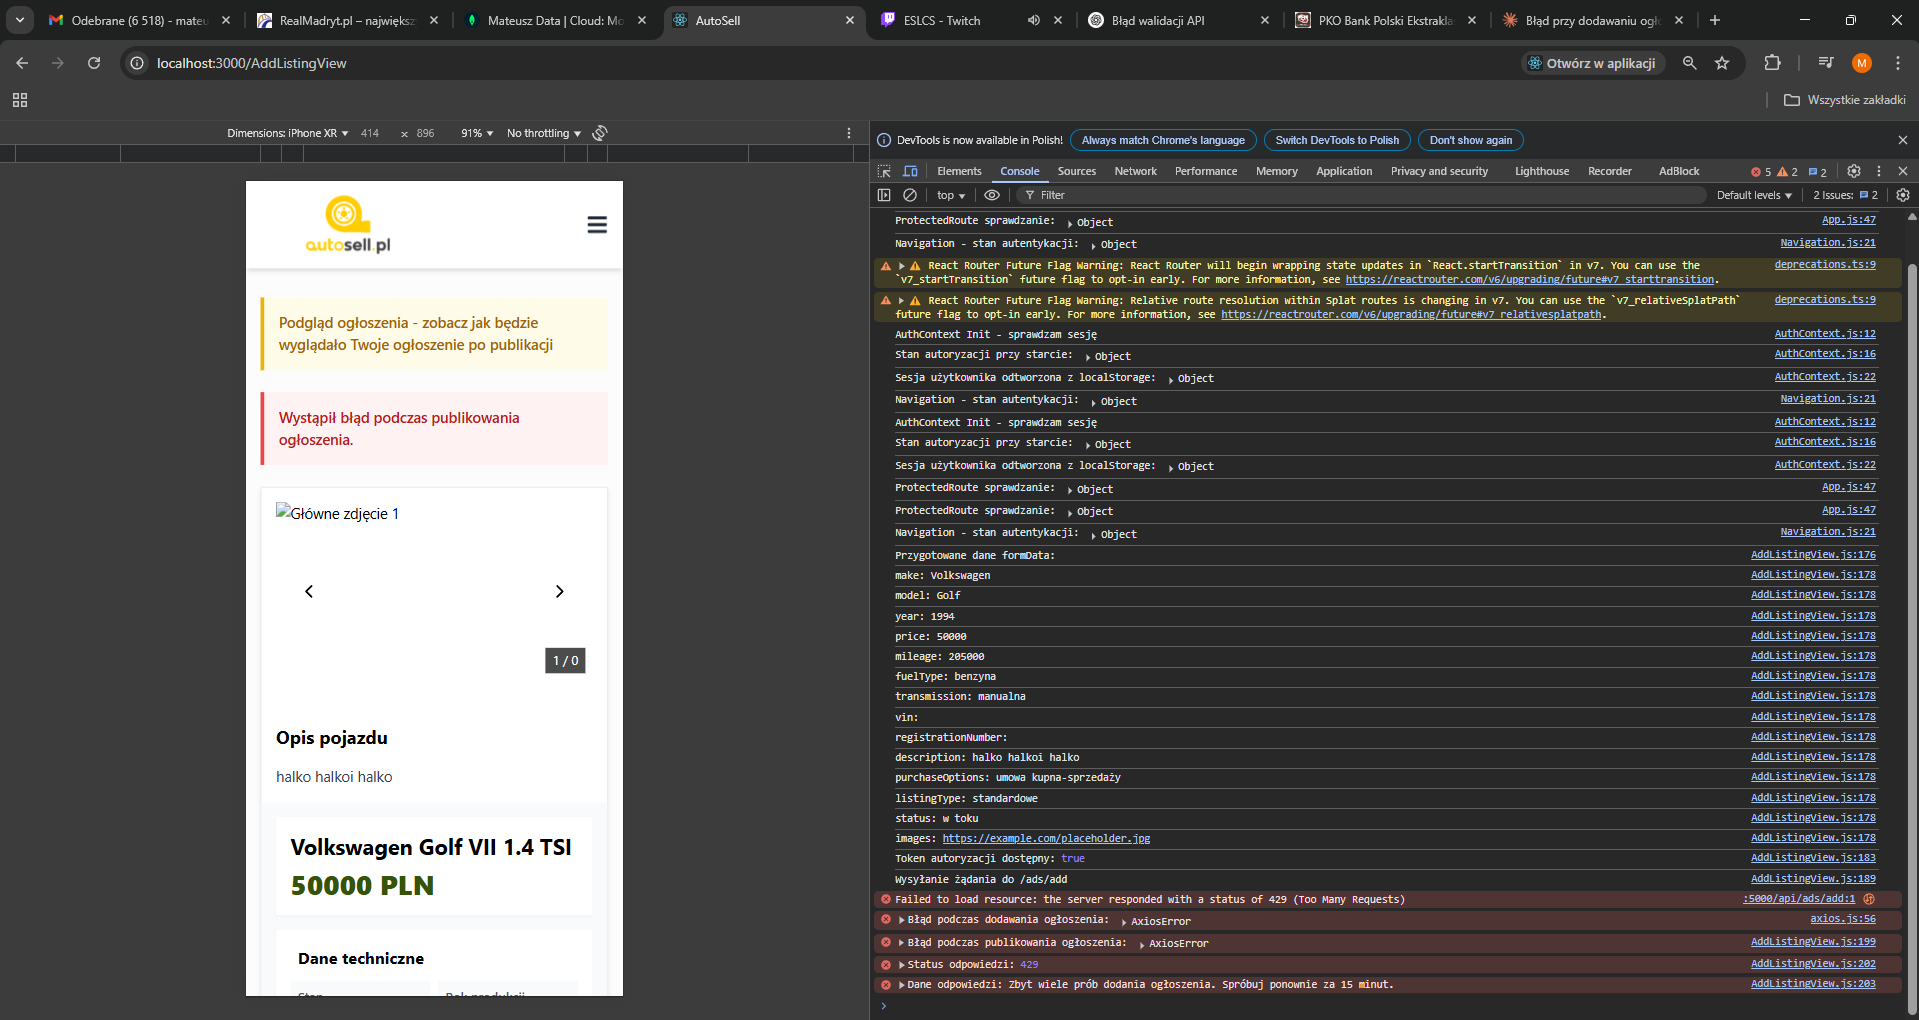 Odebrane (6 518) - mateu
RealMadryt.pl – największ
Mateusz Data | Cloud: Mo
AutoSell
ESLCS - Twitch
Błąd walidacji API
PKO Bank Polski Ekstrakla
Błąd przy dodawaniu ogło
localhost:3000/AddListingView
Otwórz w aplikacji
M
Wszystkie zakładki
Dimensions: iPhone XR
414
x
896
91%
No throttling
autosell.pl
Podgląd ogłoszenia - zobacz jak będzie
wyglądało Twoje ogłoszenie po publikacji
Wystąpił błąd podczas publikowania
ogłoszenia.
Główne zdjęcie 1
1 / 0
Opis pojazdu
halko halkoi halko
Volkswagen Golf VII 1.4 TSI
50000 PLN
Dane techniczne
Stan
Rok produkcji
DevTools is now available in Polish!
Always match Chrome's language
Switch DevTools to Polish
Don't show again
Elements
Console
Sources
Network
Performance
Memory
Application
Privacy and security
Lighthouse
Recorder
AdBlock
5
2
2
top
Filter
Default levels
2 Issues:
2
ProtectedRoute sprawdzanie: Object App.js:47
Navigation - stan autentykacji: Object Navigation.js:21
React Router Future Flag Warning: React Router will begin wrapping state updates in `React.startTransition` in v7. You can use the deprecations.ts:9
`v7_startTransition` future flag to opt-in early. For more information, see https://reactrouter.com/v6/upgrading/future#v7_starttransition.
React Router Future Flag Warning: Relative route resolution within Splat routes is changing in v7. You can use the `v7_relativeSplatPath` deprecations.ts:9
future flag to opt-in early. For more information, see https://reactrouter.com/v6/upgrading/future#v7_relativesplatpath.
AuthContext Init - sprawdzam sesję AuthContext.js:12
Stan autoryzacji przy starcie: Object AuthContext.js:16
Sesja użytkownika odtworzona z localStorage: Object AuthContext.js:22
Navigation - stan autentykacji: Object Navigation.js:21
AuthContext Init - sprawdzam sesję AuthContext.js:12
Stan autoryzacji przy starcie: Object AuthContext.js:16
Sesja użytkownika odtworzona z localStorage: Object AuthContext.js:22
ProtectedRoute sprawdzanie: Object App.js:47
ProtectedRoute sprawdzanie: Object App.js:47
Navigation - stan autentykacji: Object Navigation.js:21
Przygotowane dane formData: AddListingView.js:176
make: Volkswagen AddListingView.js:178
model: Golf AddListingView.js:178
year: 1994 AddListingView.js:178
price: 50000 AddListingView.js:178
mileage: 205000 AddListingView.js:178
fuelType: benzyna AddListingView.js:178
transmission: manualna AddListingView.js:178
vin: AddListingView.js:178
registrationNumber: AddListingView.js:178
description: halko halkoi halko AddListingView.js:178
purchaseOptions: umowa kupna-sprzedaży AddListingView.js:178
listingType: standardowe AddListingView.js:178
status: w toku AddListingView.js:178
images: https://example.com/placeholder.jpg AddListingView.js:178
Token autoryzacji dostępny: true AddListingView.js:183
Wysyłanie żądania do /ads/add AddListingView.js:189
Failed to load resource: the server responded with a status of 429 (Too Many Requests) :5000/api/ads/add:1
Błąd podczas dodawania ogłoszenia: AxiosError axios.js:56
Błąd podczas publikowania ogłoszenia: AxiosError AddListingView.js:199
Status odpowiedzi: 429 AddListingView.js:202
Dane odpowiedzi: Zbyt wiele prób dodania ogłoszenia. Spróbuj ponownie za 15 minut. AddListingView.js:203